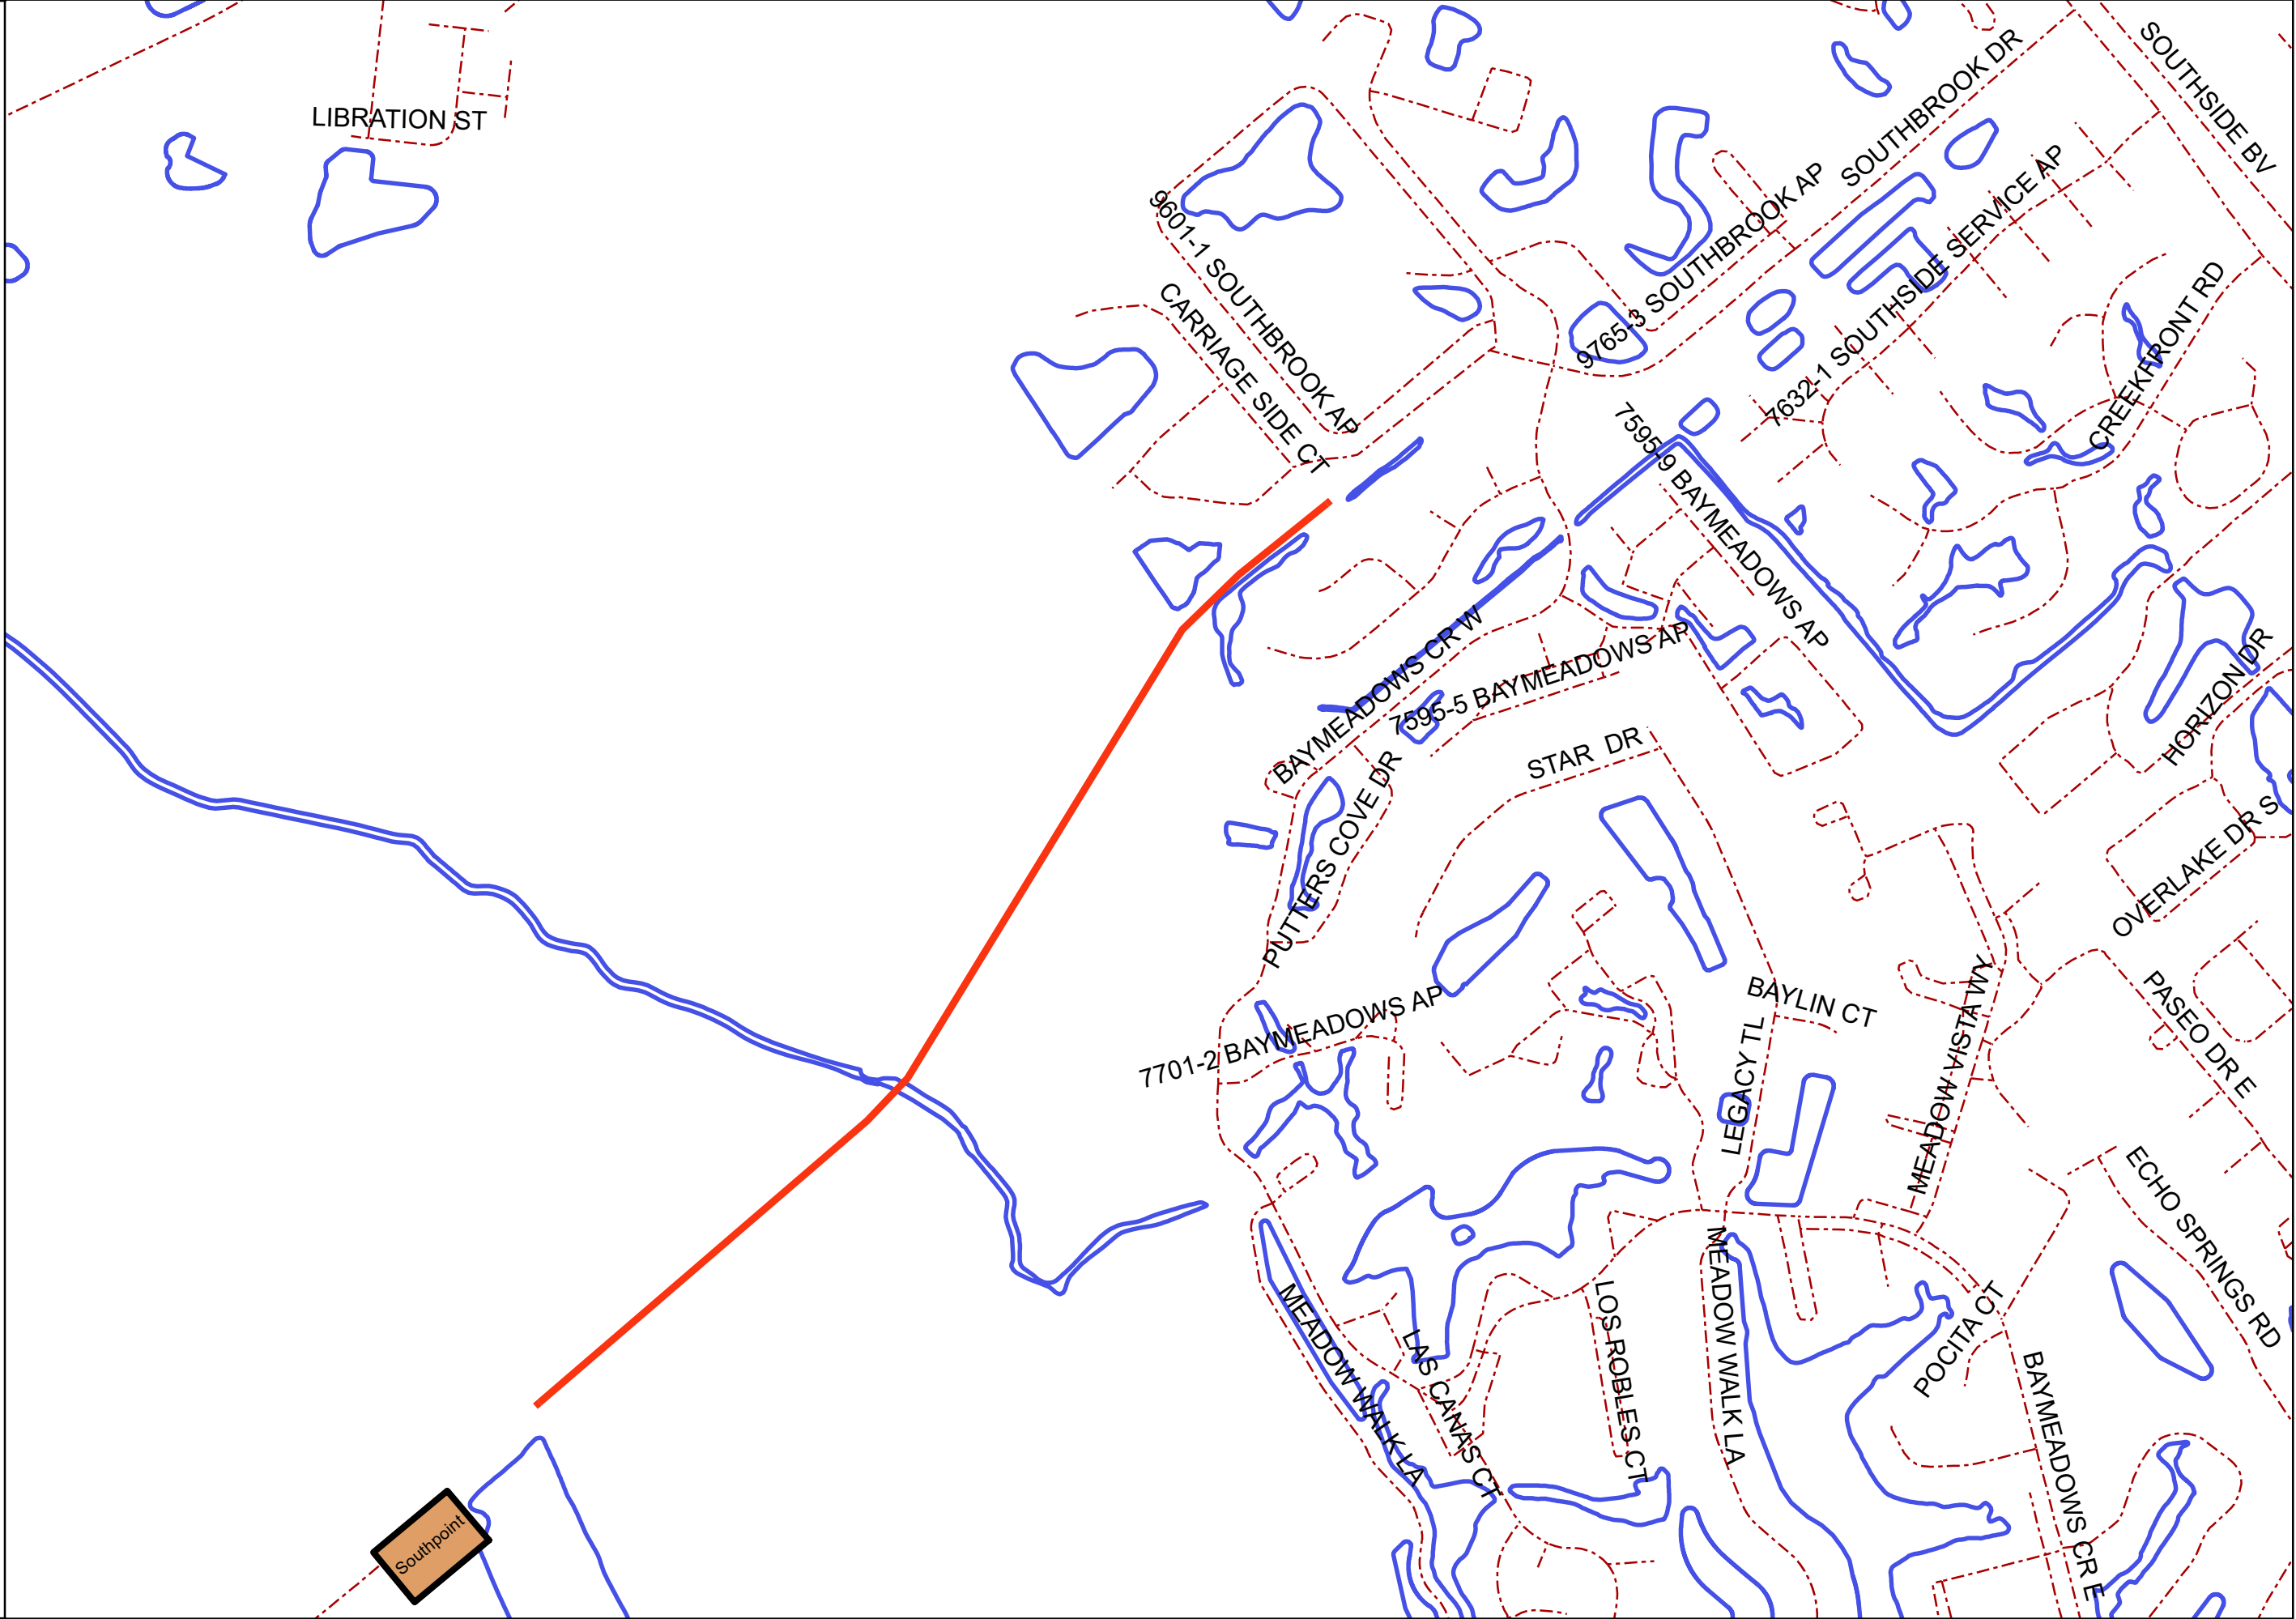 SOUTHSIDE BV
SOUTHBROOK DR
LIBRATION ST
7632-1 SOUTHSIDE SERVICE AP
9765-3 SOUTHBROOK AP
9601-1 SOUTHBROOK AP
CARRIAGE SIDE CT
CREEKFRONT RD
7595-9 BAYMEADOWS AP
BAYMEADOWS CR W
7595-5 BAYMEADOWS AP
HORIZON DR
STAR DR
PUTTERS COVE DR
OVERLAKE DR S
7701-2 BAYMEADOWS AP
BAYLIN CT
LEGACY TL
MEADOW VISTA WY
PASEO DR E
ECHO SPRINGS RD
MEADOW WALK LA
LAS CANAS CT
LOS ROBLES CT
MEADOW WALK LA
POCITA CT
BAYMEADOWS CR E
Southpoint